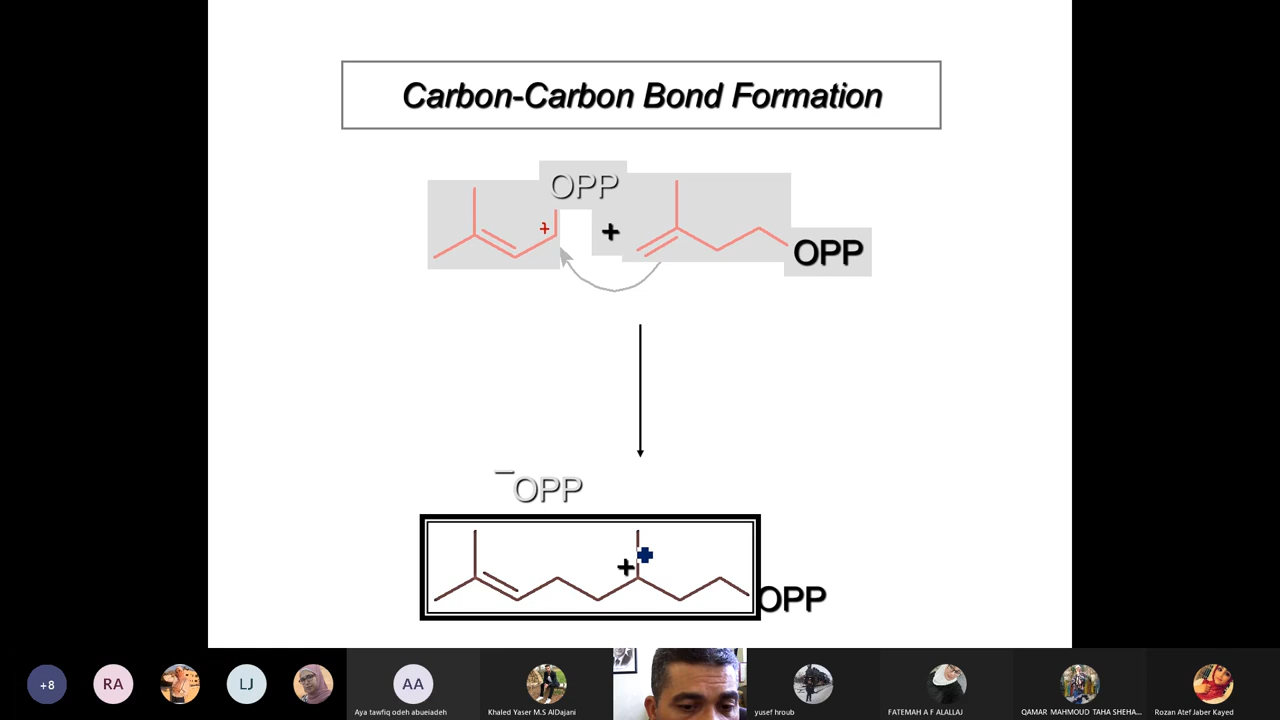 Carbon-Carbon Bond Formation
OPP
+
+
OPP
‾OPP
+
OPP
+8
RA
LJ
AA
Aya tawfiq odeh abueiadeh
Khaled Yaser M.S AlDajani
yusef hroub
FATEMAH A F ALALLAJ
QAMAR MAHMOUD TAHA SHEHA...
Rozan Atef Jaber Kayed